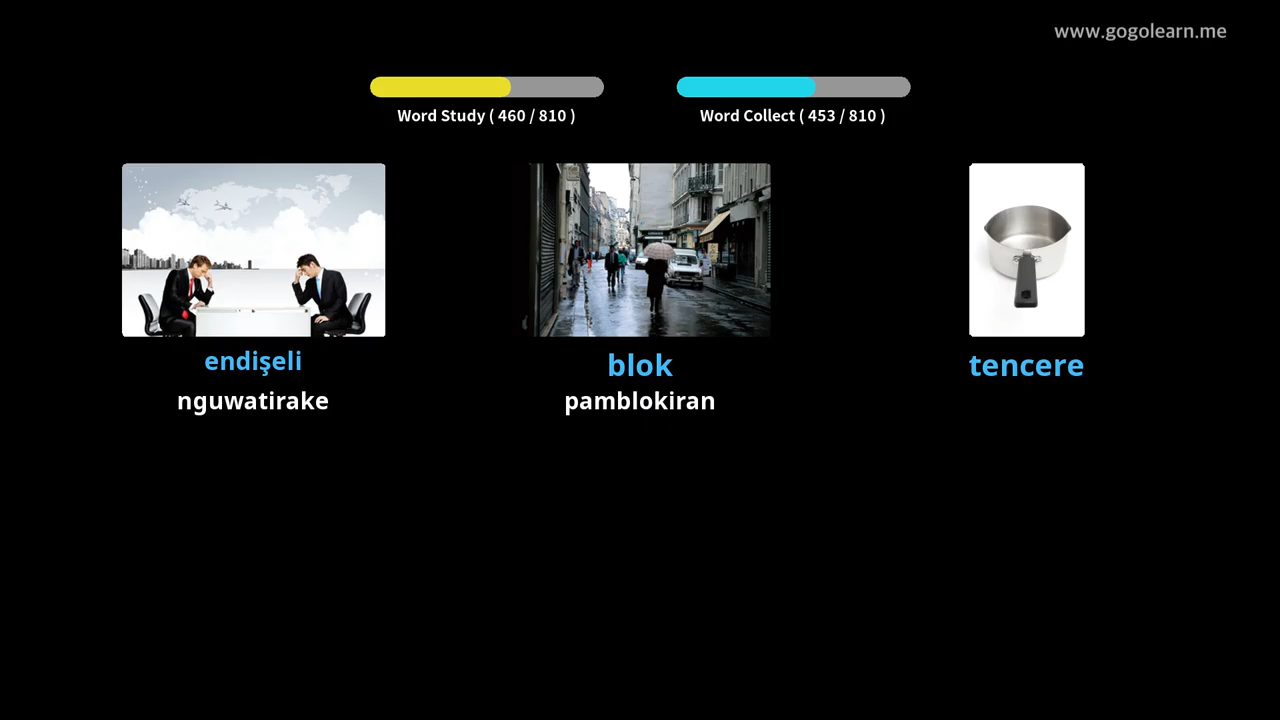 www.gogolearn.me
Word Study ( 460 / 810 )
Word Collect ( 453 / 810 )
endişeli
nguwatirake
blok
pamblokiran
tencere